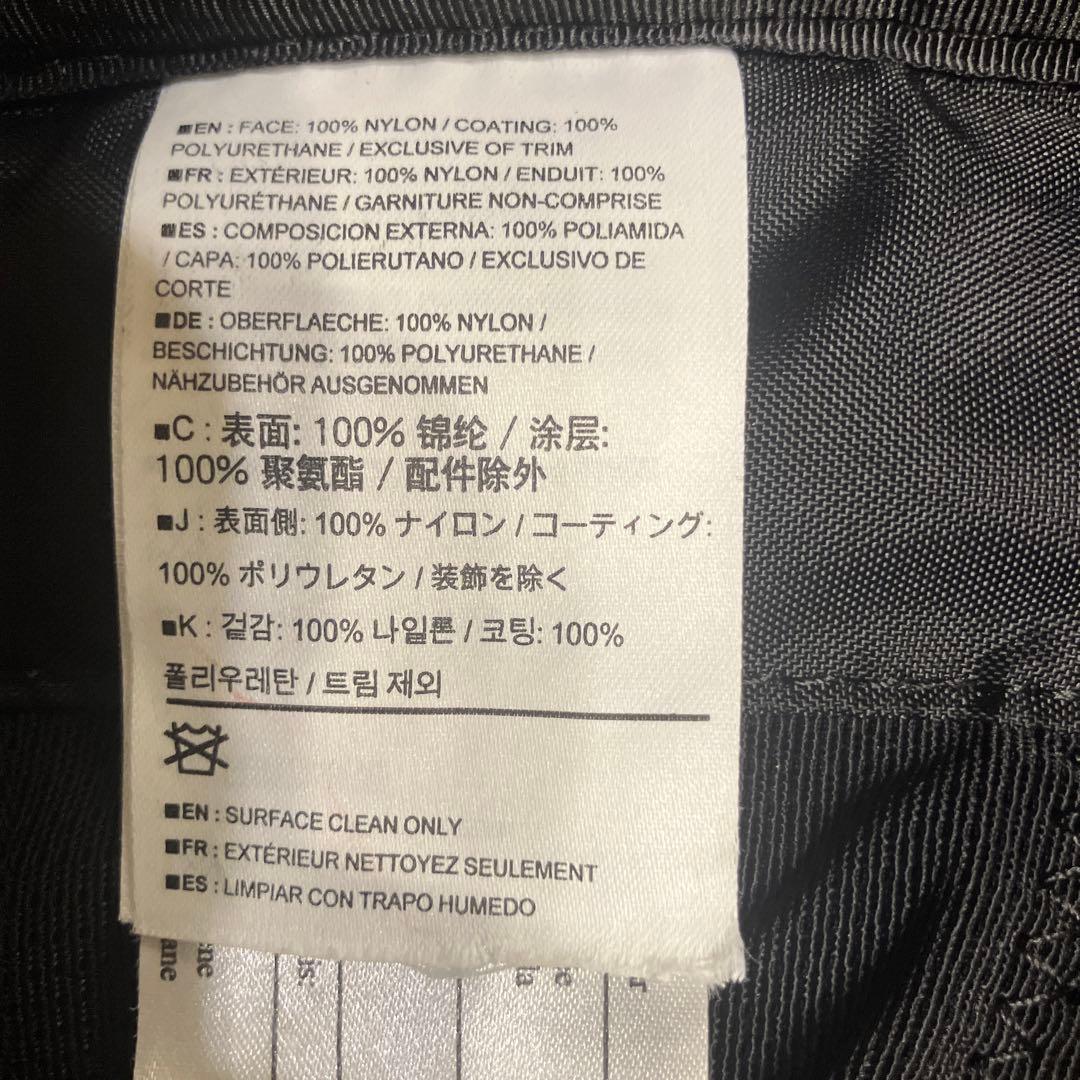 ■EN : FACE: 100% NYLON / COATING: 100%
POLYURETHANE / EXCLUSIVE OF TRIM
■FR : EXTÉRIEUR: 100% NYLON / ENDUIT: 100%
POLYURÉTHANE / GARNITURE NON-COMPRISE
■ES : COMPOSICION EXTERNA: 100% POLIAMIDA
/ CAPA: 100% POLIERUTANO / EXCLUSIVO DE
CORTE
■DE : OBERFLAECHE: 100% NYLON /
BESCHICHTUNG: 100% POLYURETHANE /
NÄHZUBEHÖR AUSGENOMMEN
■C : 表面: 100% 锦纶 / 涂层:
100% 聚氨酯 / 配件除外
■J : 表面側: 100% ナイロン / コーティング:
100% ポリウレタン / 装飾を除く
■K : 겉감: 100% 나일론 / 코팅: 100%
폴리우레탄 / 트림 제외
■EN : SURFACE CLEAN ONLY
■FR : EXTÉRIEUR NETTOYEZ SEULEMENT
■ES : LIMPIAR CON TRAPO HUMEDO